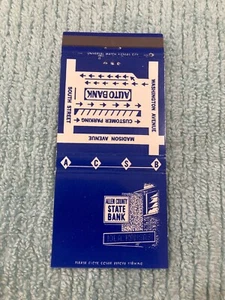 WASHINGTON AVENUE
AUTO BANK
SOUTH STREET
CUSTOMER PARKING
MADISON AVENUE
A C S B
ALLEN COUNTY
STATE
BANK